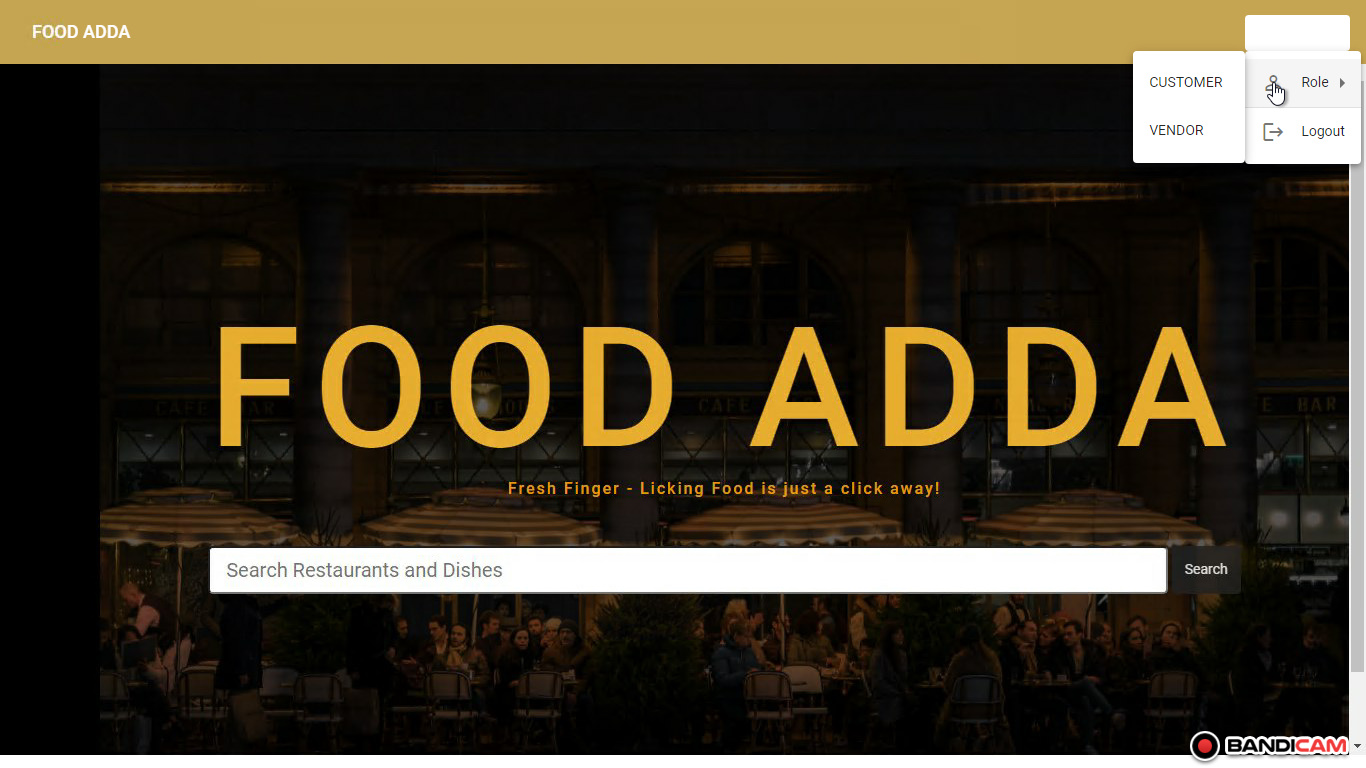 FOOD ADDA
CUSTOMER
Role
VENDOR
Logout
FOOD ADDA
CAFE BAR
CAFE
E BAR
Fresh Finger - Licking Food is just a click away!
Search Restaurants and Dishes
Search
BANDICAM